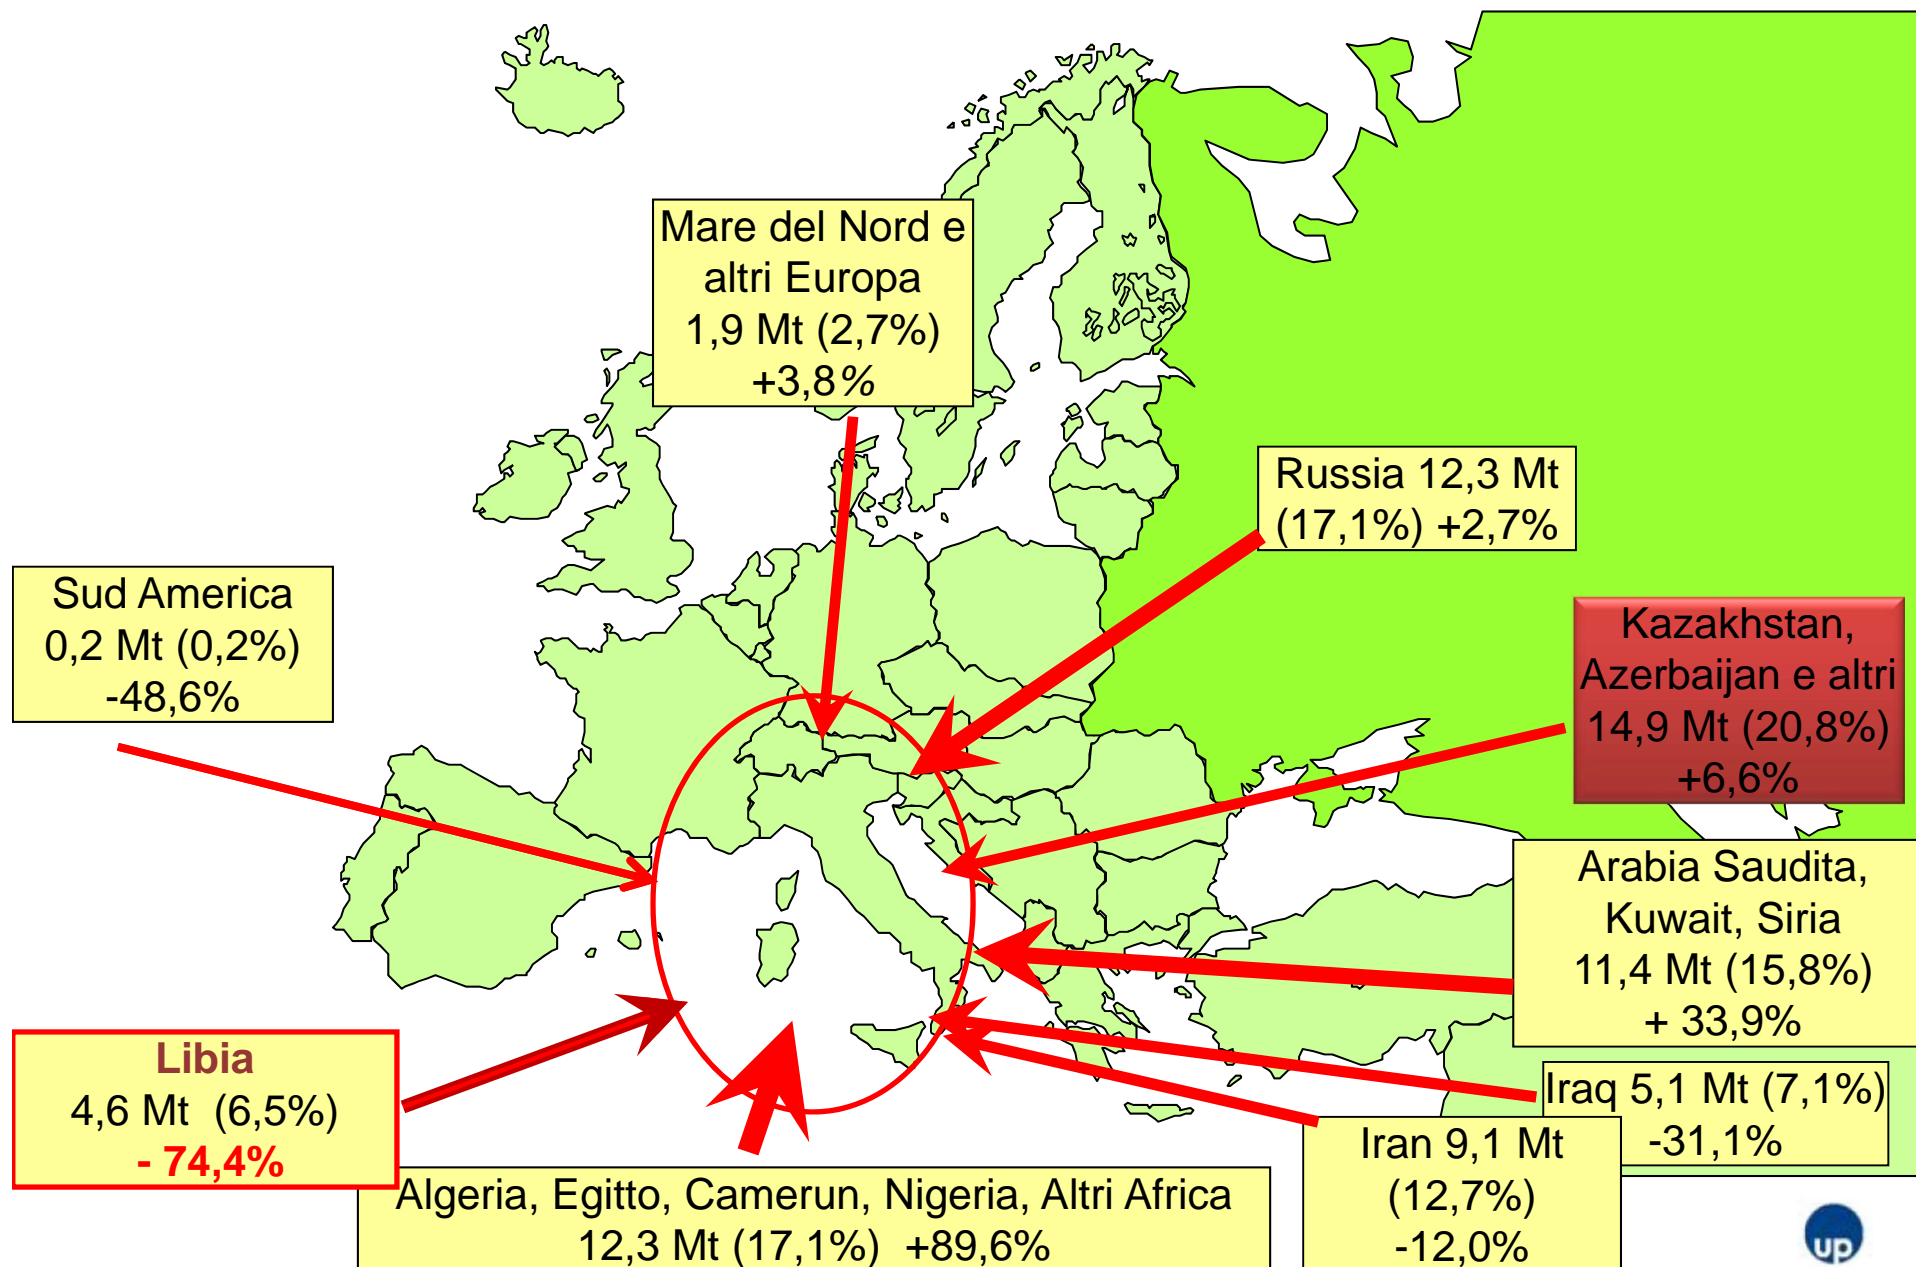 Mare del Nord e
altri Europa
1,9 Mt (2,7%)
+3,8%
Russia 12,3 Mt
(17,1%) +2,7%
Sud America
0,2 Mt (0,2%)
-48,6%
Kazakhstan,
Azerbaijan e altri
14,9 Mt (20,8%)
+6,6%
Arabia Saudita,
Kuwait, Siria
11,4 Mt (15,8%)
+ 33,9%
Libia
4,6 Mt (6,5%)
- 74,4%
Iraq 5,1 Mt (7,1%)
-31,1%
Iran 9,1 Mt
(12,7%)
-12,0%
Algeria, Egitto, Camerun, Nigeria, Altri Africa
12,3 Mt (17,1%) +89,6%
up